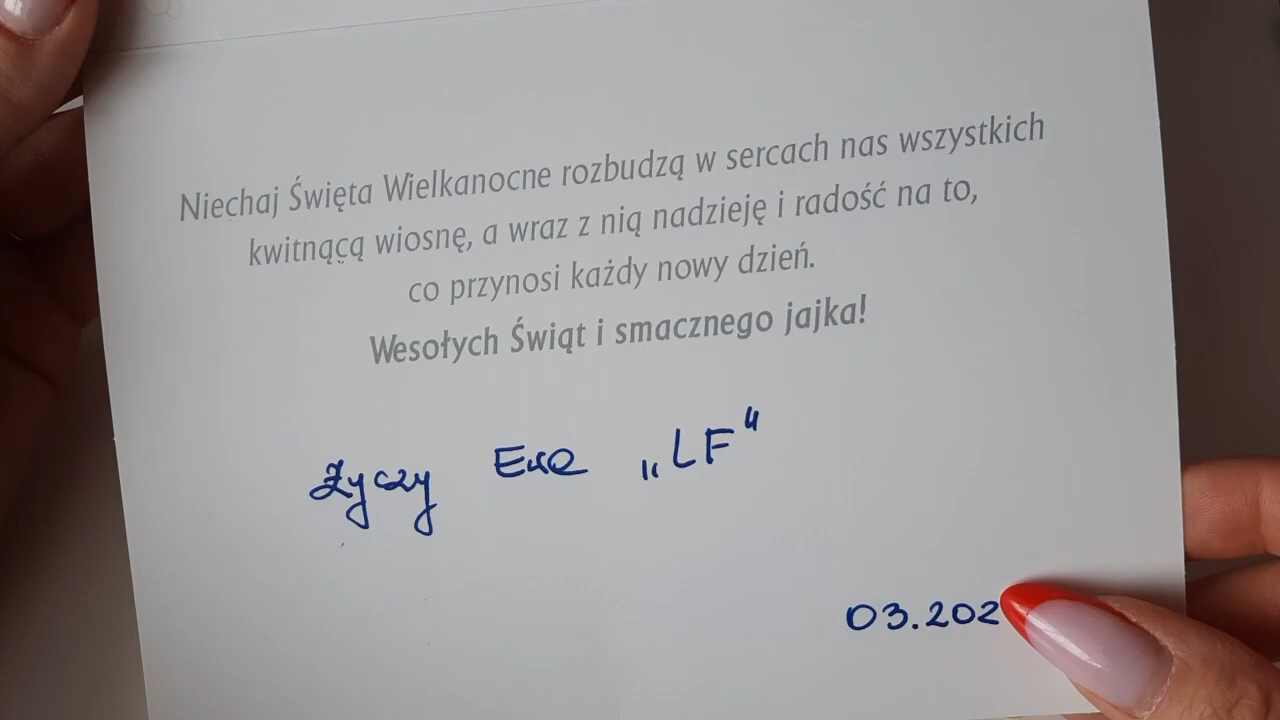 Niechaj Święta Wielkanocne rozbudzą w sercach nas wszystkich
kwitnącą wiosnę, a wraz z nią nadzieję i radość na to,
co przynosi każdy nowy dzień.
Wesołych Świąt i smacznego jajka!
Życzy Ewa „LF"
03.202